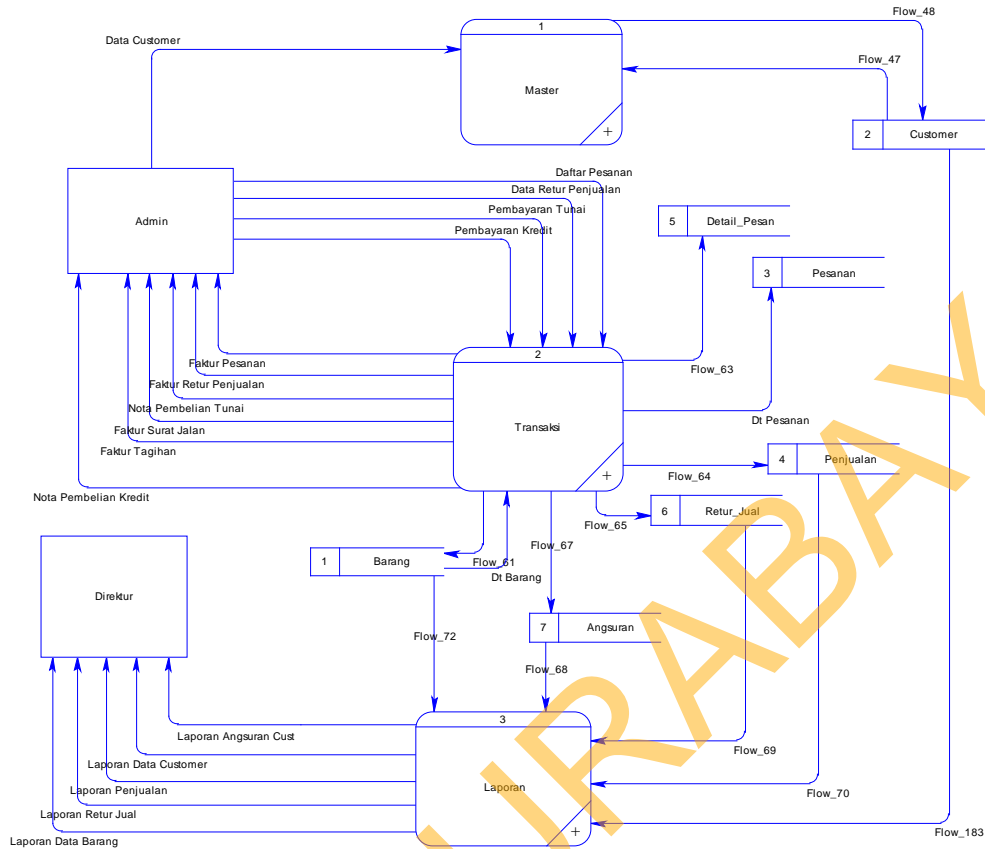 Flow_48
1
Data Customer
Flow_47
Master
+
2 Customer
Daftar Pesanan
Data Retur Penjualan
Pembayaran Tunai
Pembayaran Kredit
Admin
5 Detail_Pesan
3 Pesanan
2
Faktur Pesanan
Flow_63
Faktur Retur Penjualan
Nota Pembelian Tunai
Dt Pesanan
Faktur Surat Jalan
Transaksi
Faktur Tagihan
4 Penjualan
+
Flow_64
Nota Pembelian Kredit
6 Retur_Jual
Flow_65
Flow_67
1 Barang
Flow_61
Dt Barang
Direktur
7 Angsuran
Flow_72
Flow_68
3
Laporan Angsuran Cust
Flow_69
Laporan Data Customer
Laporan Penjualan
Laporan
Flow_70
Laporan Retur Jual
+
Flow_183
Laporan Data Barang
URABAY